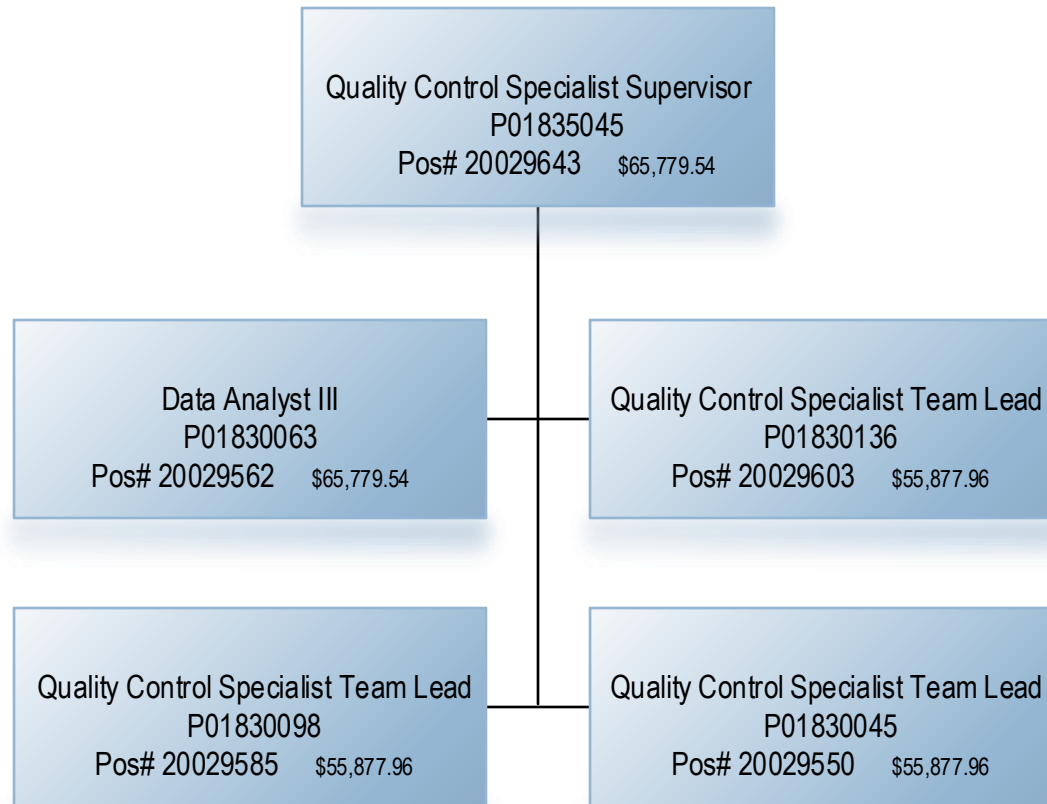 Quality Control Specialist Supervisor
P01835045
Pos# 20029643 $65,779.54
Data Analyst III
P01830063
Pos# 20029562 $65,779.54
Quality Control Specialist Team Lead
P01830136
Pos# 20029603 $55,877.96
Quality Control Specialist Team Lead
P01830098
Pos# 20029585 $55,877.96
Quality Control Specialist Team Lead
P01830045
Pos# 20029550 $55,877.96